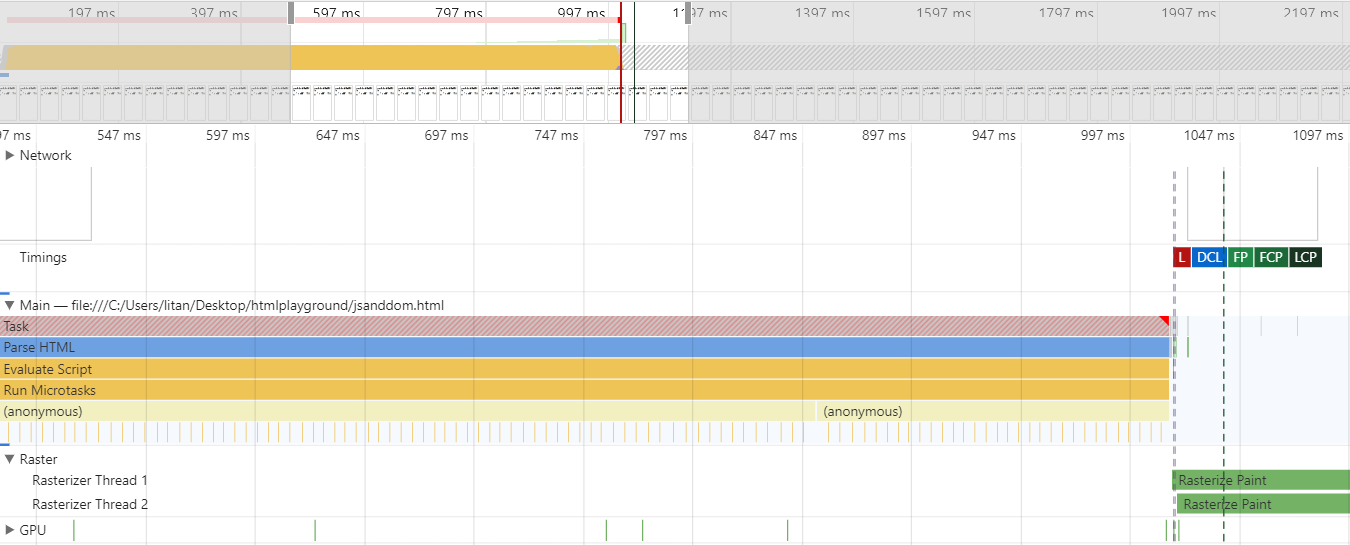 197 ms 397 ms 597 ms 797 ms 997 ms 1197 ms 1397 ms 1597 ms 1797 ms 1997 ms 2197 ms
97 ms 547 ms 597 ms 647 ms 697 ms 747 ms 797 ms 847 ms 897 ms 947 ms 997 ms 1047 ms 1097 ms
Network
Timings
L DCL FP FCP LCP
Main — file:///C:/Users/litan/Desktop/htmlplayground/jsanddom.html
Task
Parse HTML
Evaluate Script
Run Microtasks
(anonymous) (anonymous)
Raster
Rasterizer Thread 1 Rasterize Paint
Rasterizer Thread 2 Rasterize Paint
GPU